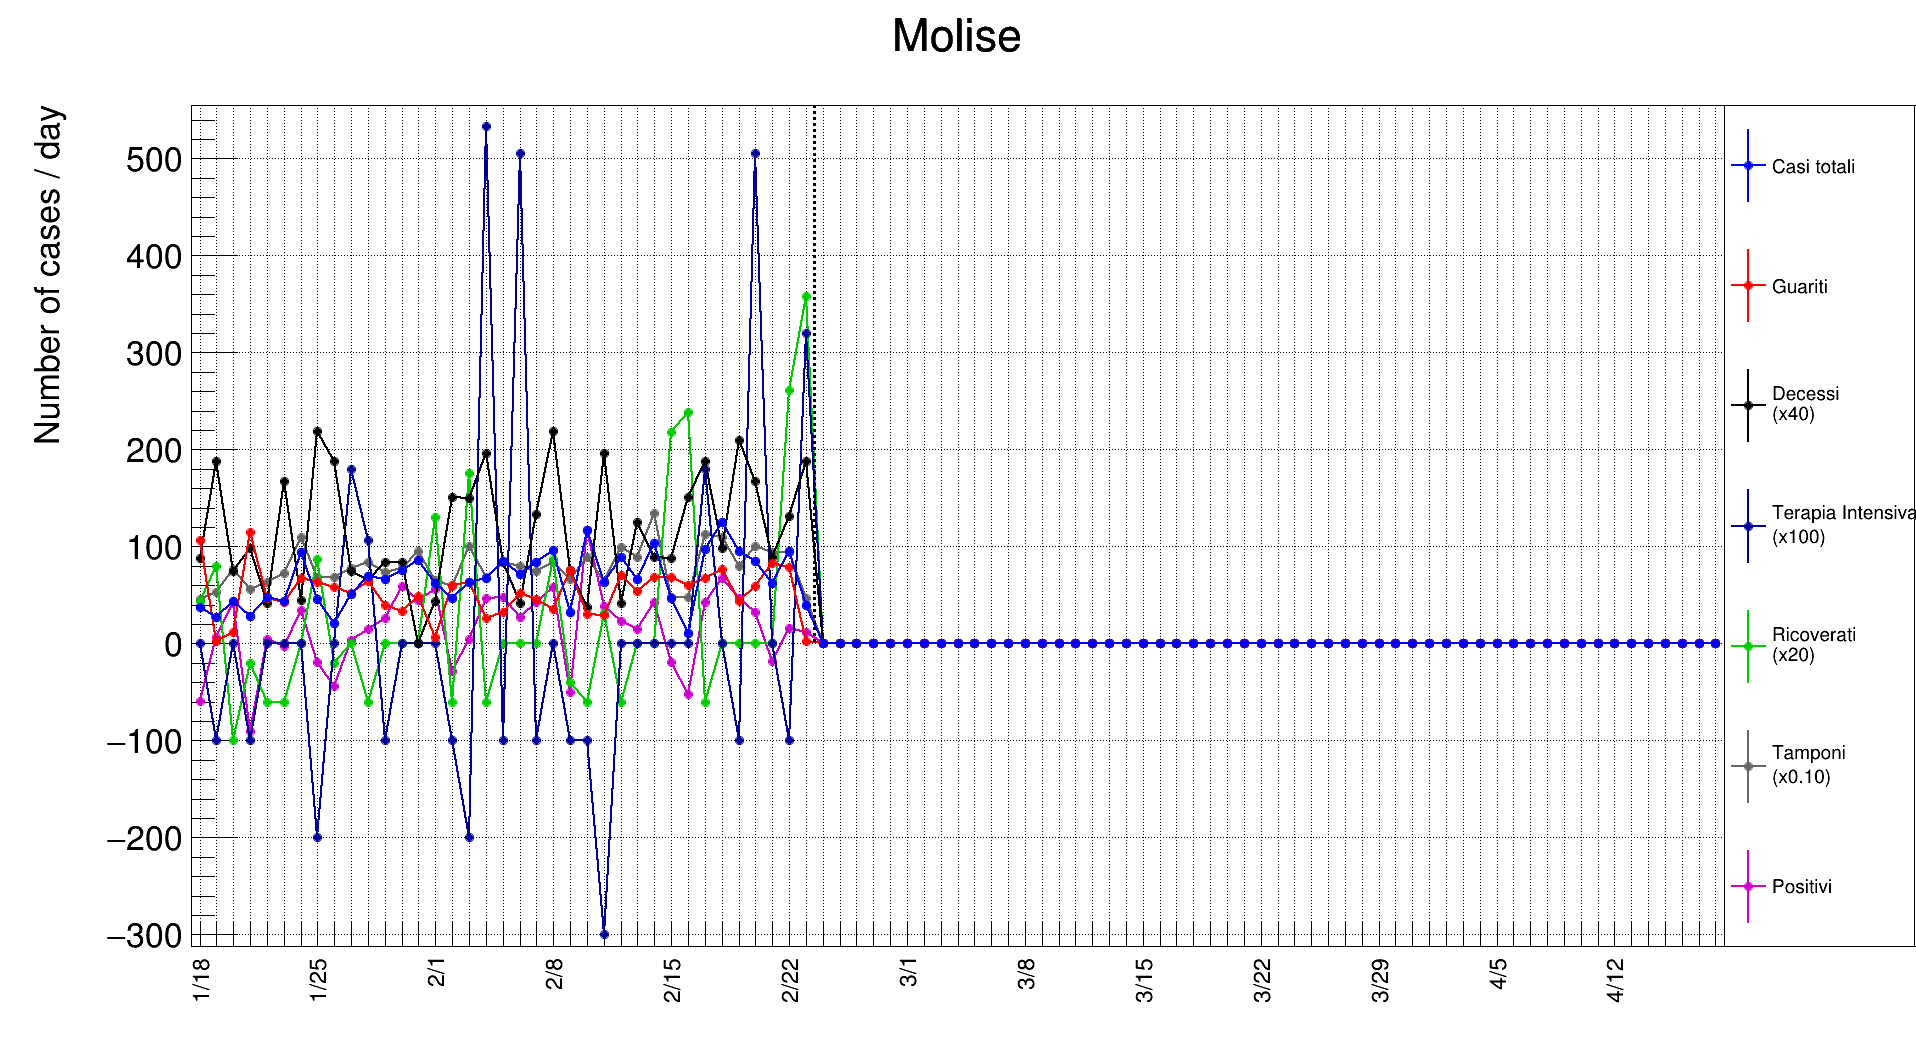 Molise
Number of cases / day
500
400
300
200
100
0
−100
−200
−300
1/18
1/25
2/1
2/8
2/15
2/22
3/1
3/8
3/15
3/22
3/29
4/5
4/12
Casi totali
Guariti
Decessi
(x40)
Terapia Intensiva
(x100)
Ricoverati
(x20)
Tamponi
(x0.10)
Positivi